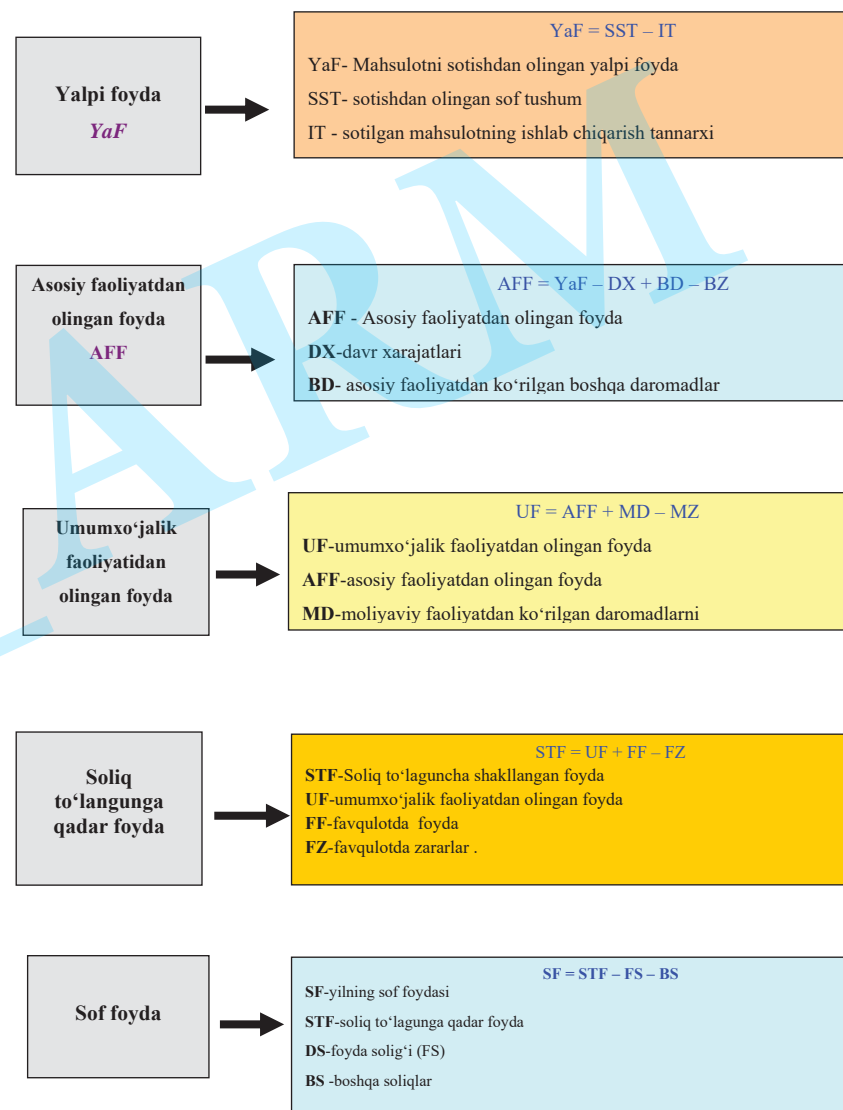 Yalpi foyda
YaF
YaF = SST – IT
YaF- Mahsulotni sotishdan olingan yalpi foyda
SST- sotishdan olingan sof tushum
IT - sotilgan mahsulotning ishlab chiqarish tannarxi
Asosiy faoliyatdan
olingan foyda
AFF
AFF = YaF – DX + BD – BZ
AFF - Asosiy faoliyatdan olingan foyda
DX-davr xarajatlari
BD- asosiy faoliyatdan ko‘rilgan boshqa daromadlar
Umumxo‘jalik
faoliyatidan
olingan foyda
UF = AFF + MD – MZ
UF-umumxo‘jalik faoliyatdan olingan foyda
AFF-asosiy faoliyatdan olingan foyda
MD-moliyaviy faoliyatdan ko‘rilgan daromadlarni
Soliq
to‘langunga
qadar foyda
STF = UF + FF – FZ
STF-Soliq to‘laguncha shakllangan foyda
UF-umumxo‘jalik faoliyatdan olingan foyda
FF-favqulotda foyda
FZ-favqulotda zararlar .
Sof foyda
SF = STF – FS – BS
SF-yilning sof foydasi
STF-soliq to‘lagunga qadar foyda
DS-foyda solig‘i (FS)
BS -boshqa soliqlar
ARM